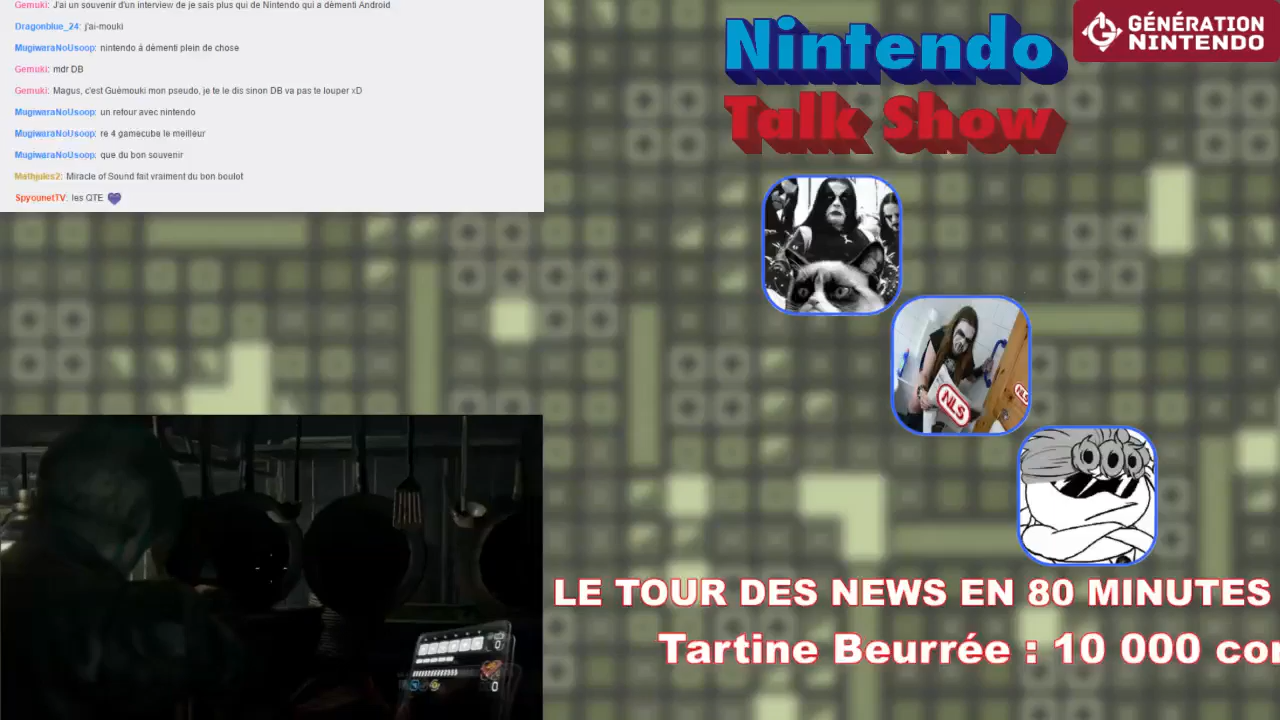 Gemuki: J'ai un souvenir d'un interview de je sais plus qui de Nintendo qui a démenti Android
Dragonblue_24: j'ai-mouki
MugiwaraNoUsoop: nintendo à démenti plein de chose
Gemuki: mdr DB
Gemuki: Magus, c'est Guémouki mon pseudo, je te le dis sinon DB va pas te louper xD
MugiwaraNoUsoop: un retour avec nintendo
MugiwaraNoUsoop: re 4 gamecube le meilleur
MugiwaraNoUsoop: que du bon souvenir
Mathjules2: Miracle of Sound fait vraiment du bon boulot
SpyounetTV: les QTE
Nintendo
Talk Show
GÉNÉRATION
NINTENDO
NLS
NLS
LE TOUR DES NEWS EN 80 MINUTES
Tartine Beurrée : 10 000 con
0
0